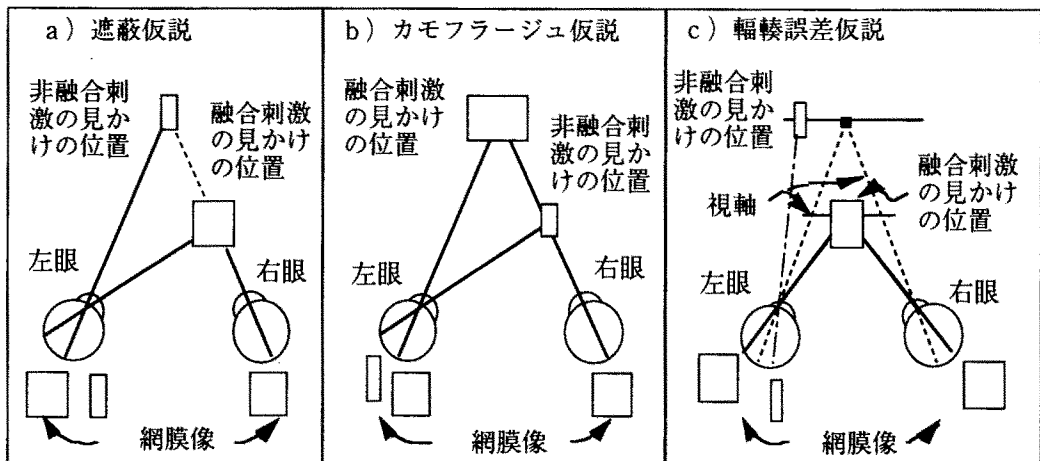 a）遮蔽仮説
非融合刺
激の見か
けの位置
融合刺激
の見かけ
の位置
左眼
右眼
網膜像
b）カモフラージュ仮説
融合刺激
の見かけ
の位置
非融合刺
激の見か
けの位置
左眼
右眼
網膜像
c）輻輳誤差仮説
非融合刺
激の見か
けの位置
融合刺激
の見かけ
の位置
視軸
左眼
右眼
網膜像